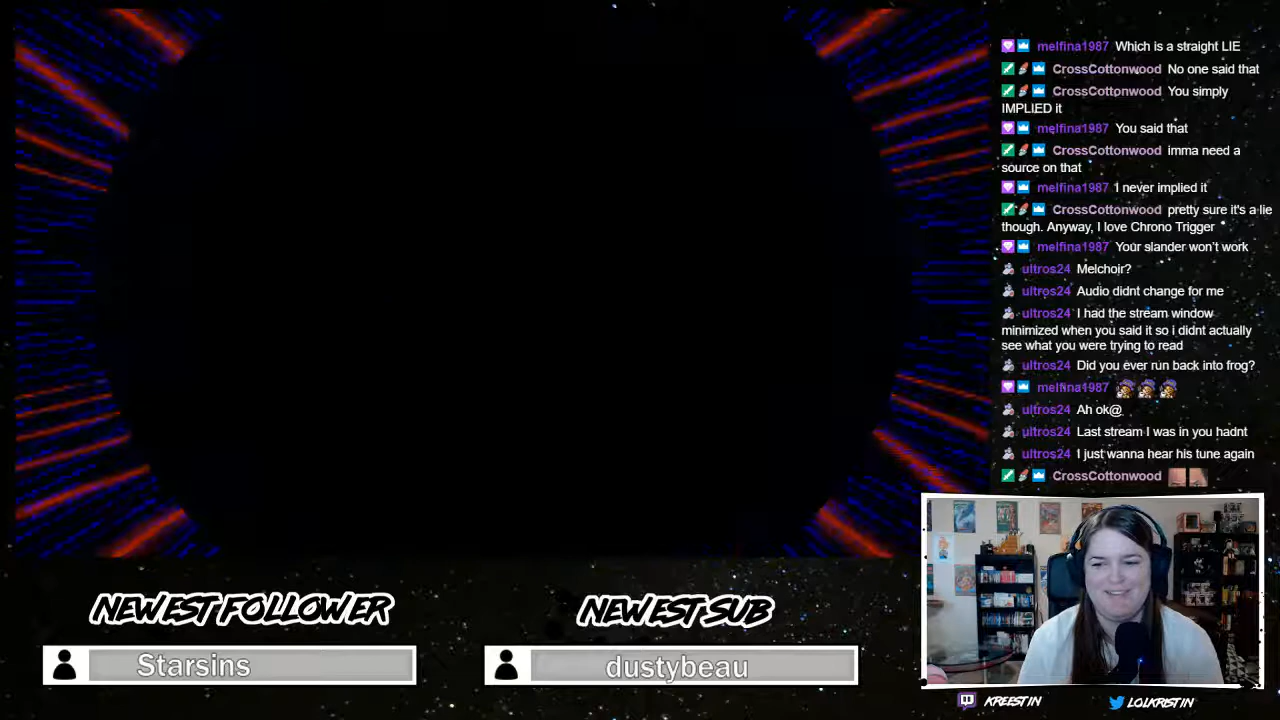 melfina1987 Which is a straight LIE
CrossCottonwood No one said that
CrossCottonwood You simply
IMPLIED it
melfina1987 You said that
CrossCottonwood imma need a
source on that
melfina1987 I never implied it
CrossCottonwood pretty sure it's a lie
though. Anyway, I love Chrono Trigger
melfina1987 Your slander won't work
ultros24 Melchoir?
ultros24 Audio didnt change for me
ultros24 I had the stream window
minimized when you said it so i didnt actually
see what you were trying to read
ultros24 Did you ever run back into frog?
melfina1987
ultros24 Ah ok@
ultros24 Last stream I was in you hadnt
ultros24 I just wanna hear his tune again
CrossCottonwood
NEWEST FOLLOWER
Starsins
NEWEST SUB
dustybeau
KREESTIN
LOLKRISTIN